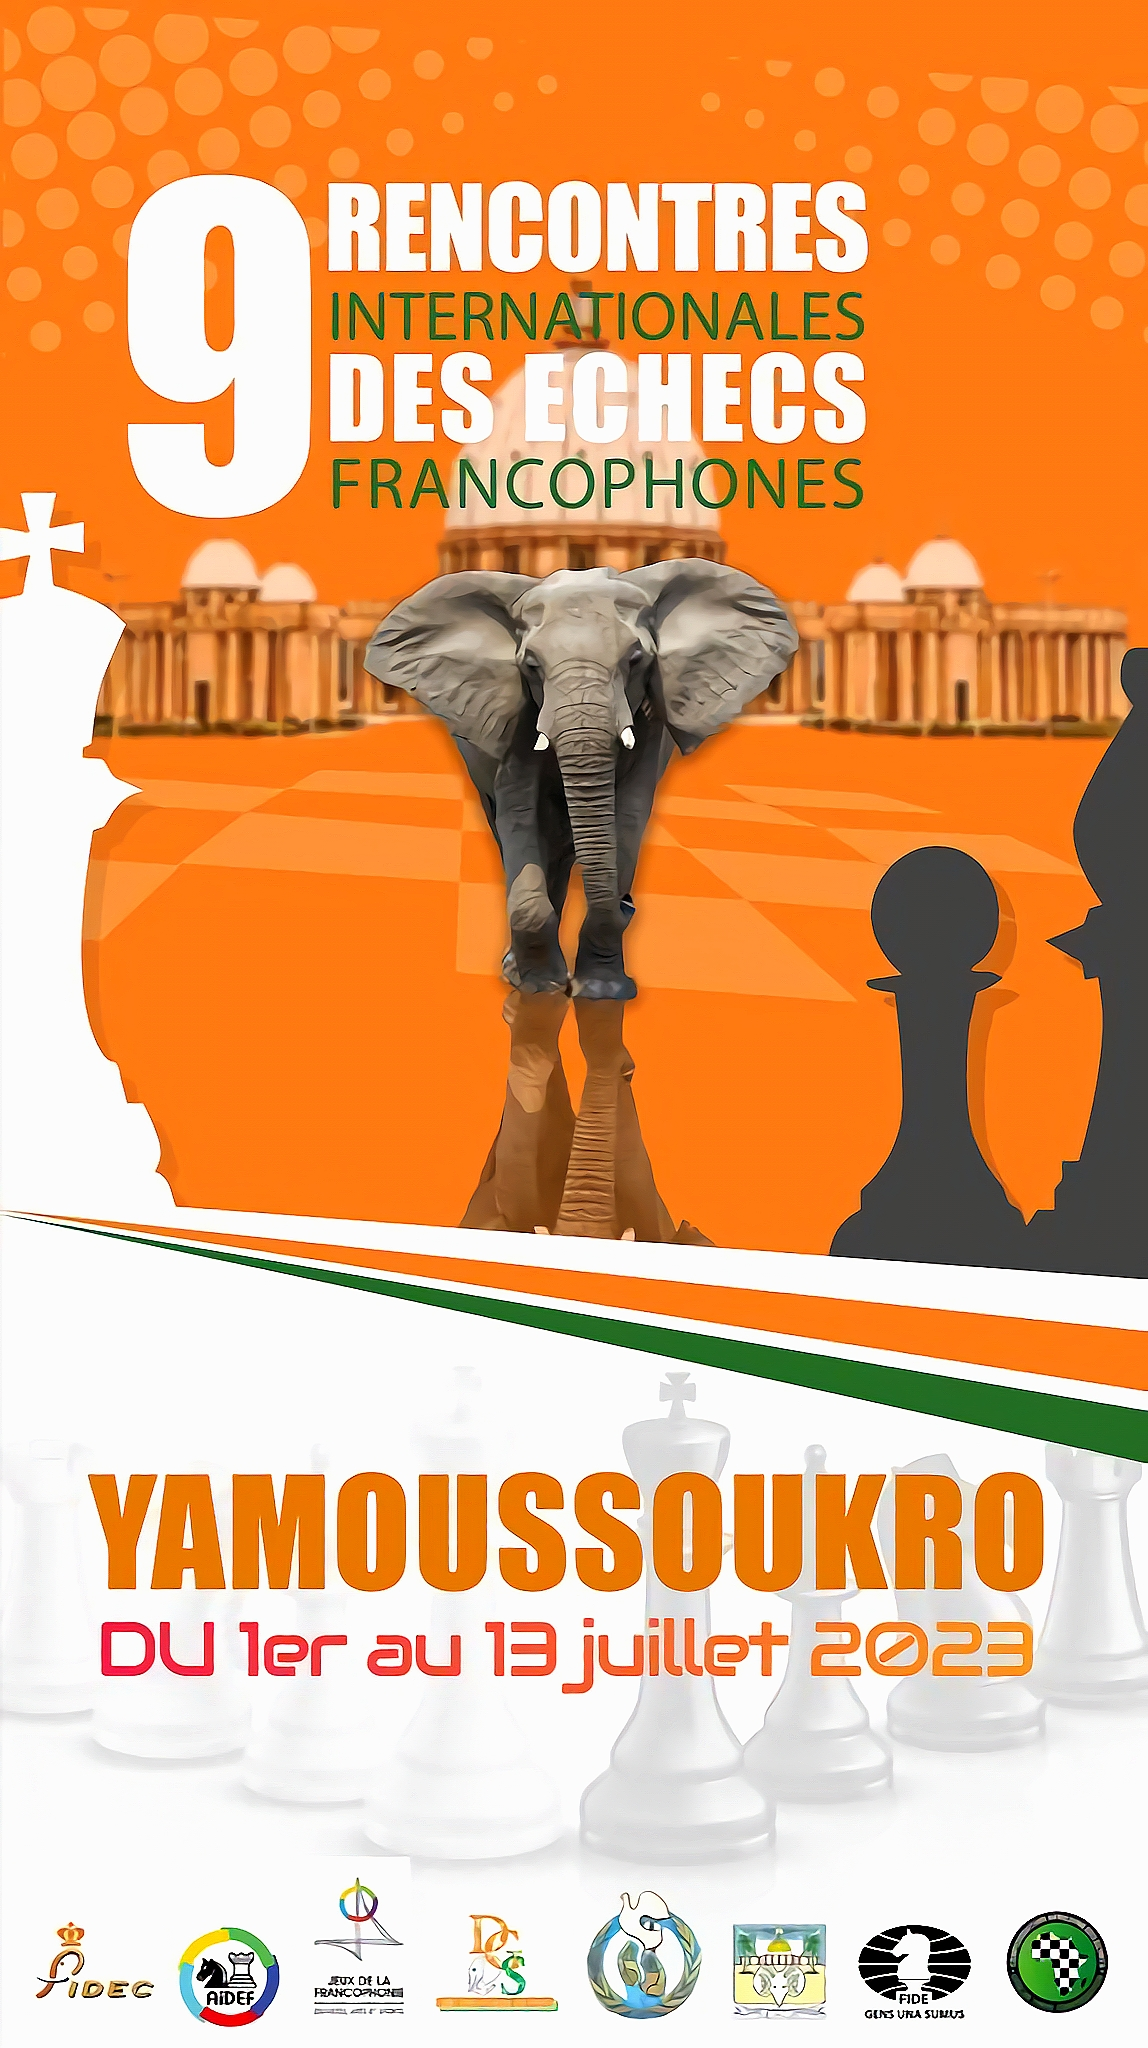 9
RENCONTRES
INTERNATIONALES
DES ECHECS
FRANCOPHONES
YAMOUSSOUKRO
DU 1er au 13 juillet 2023
FIDEC
AIDEF
JEUX DE LA
FRANCOPHONIE
DGS
FIDE
GENS UNA SUMUS